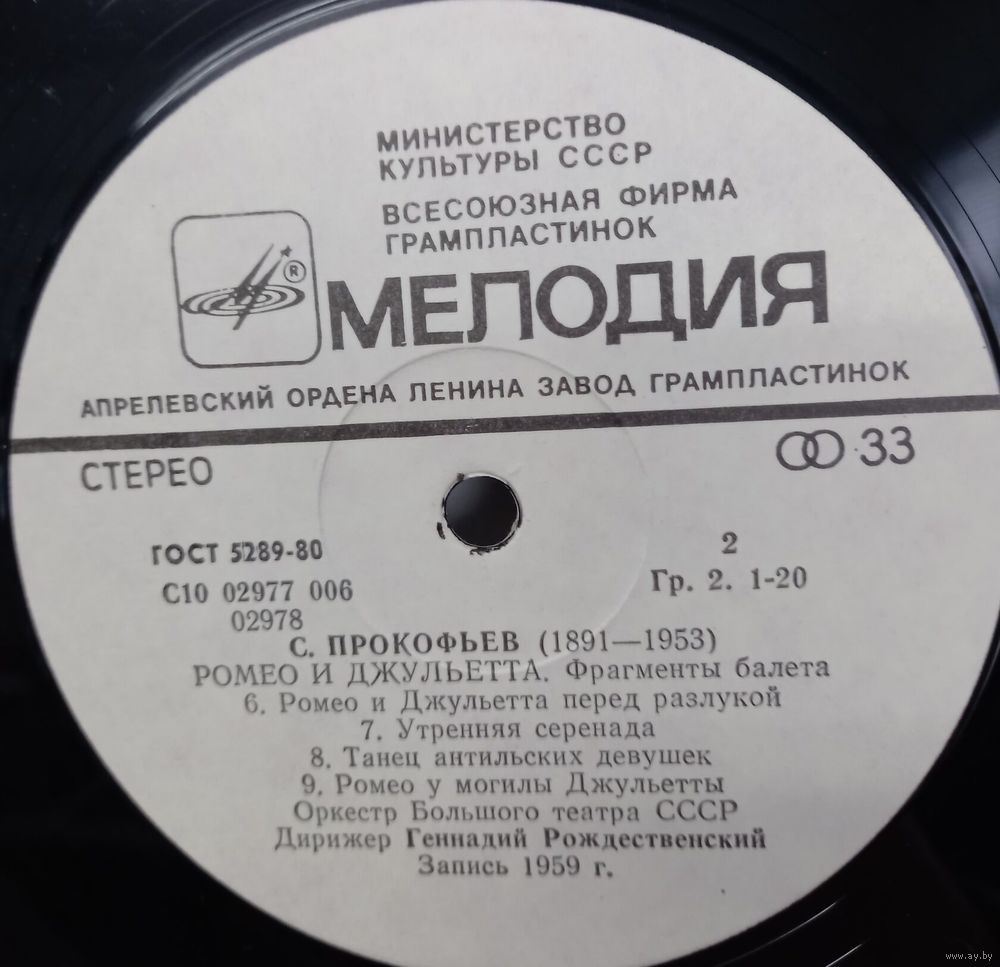 МИНИСТЕРСТВО
КУЛЬТУРЫ СССР
ВСЕСОЮЗНАЯ ФИРМА
ГРАМПЛАСТИНОК
®
МЕЛОДИЯ
АПРЕЛЕВСКИЙ ОРДЕНА ЛЕНИНА ЗАВОД ГРАМПЛАСТИНОК
СТЕРЕО
33
ГОСТ 5289-80
2
С10 02977 006
Гр. 2. 1-20
02978
С. ПРОКОФЬЕВ (1891—1953)
РОМЕО И ДЖУЛЬЕТТА. Фрагменты балета
6. Ромео и Джульетта перед разлукой
7. Утренняя серенада
8. Танец антильских девушек
9. Ромео у могилы Джульетты
Оркестр Большого театра СССР
Дирижер Геннадий Рождественский
Запись 1959 г.
www.ay.by